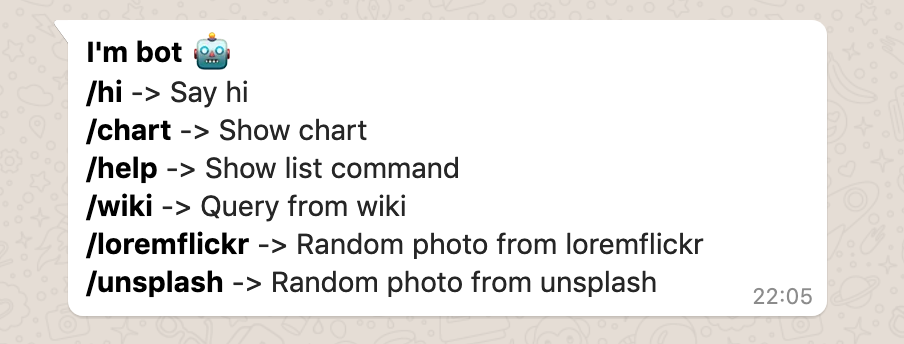 I'm bot 🤖
/hi -> Say hi
/chart -> Show chart
/help -> Show list command
/wiki -> Query from wiki
/loremflickr -> Random photo from loremflickr
/unsplash -> Random photo from unsplash
22:05